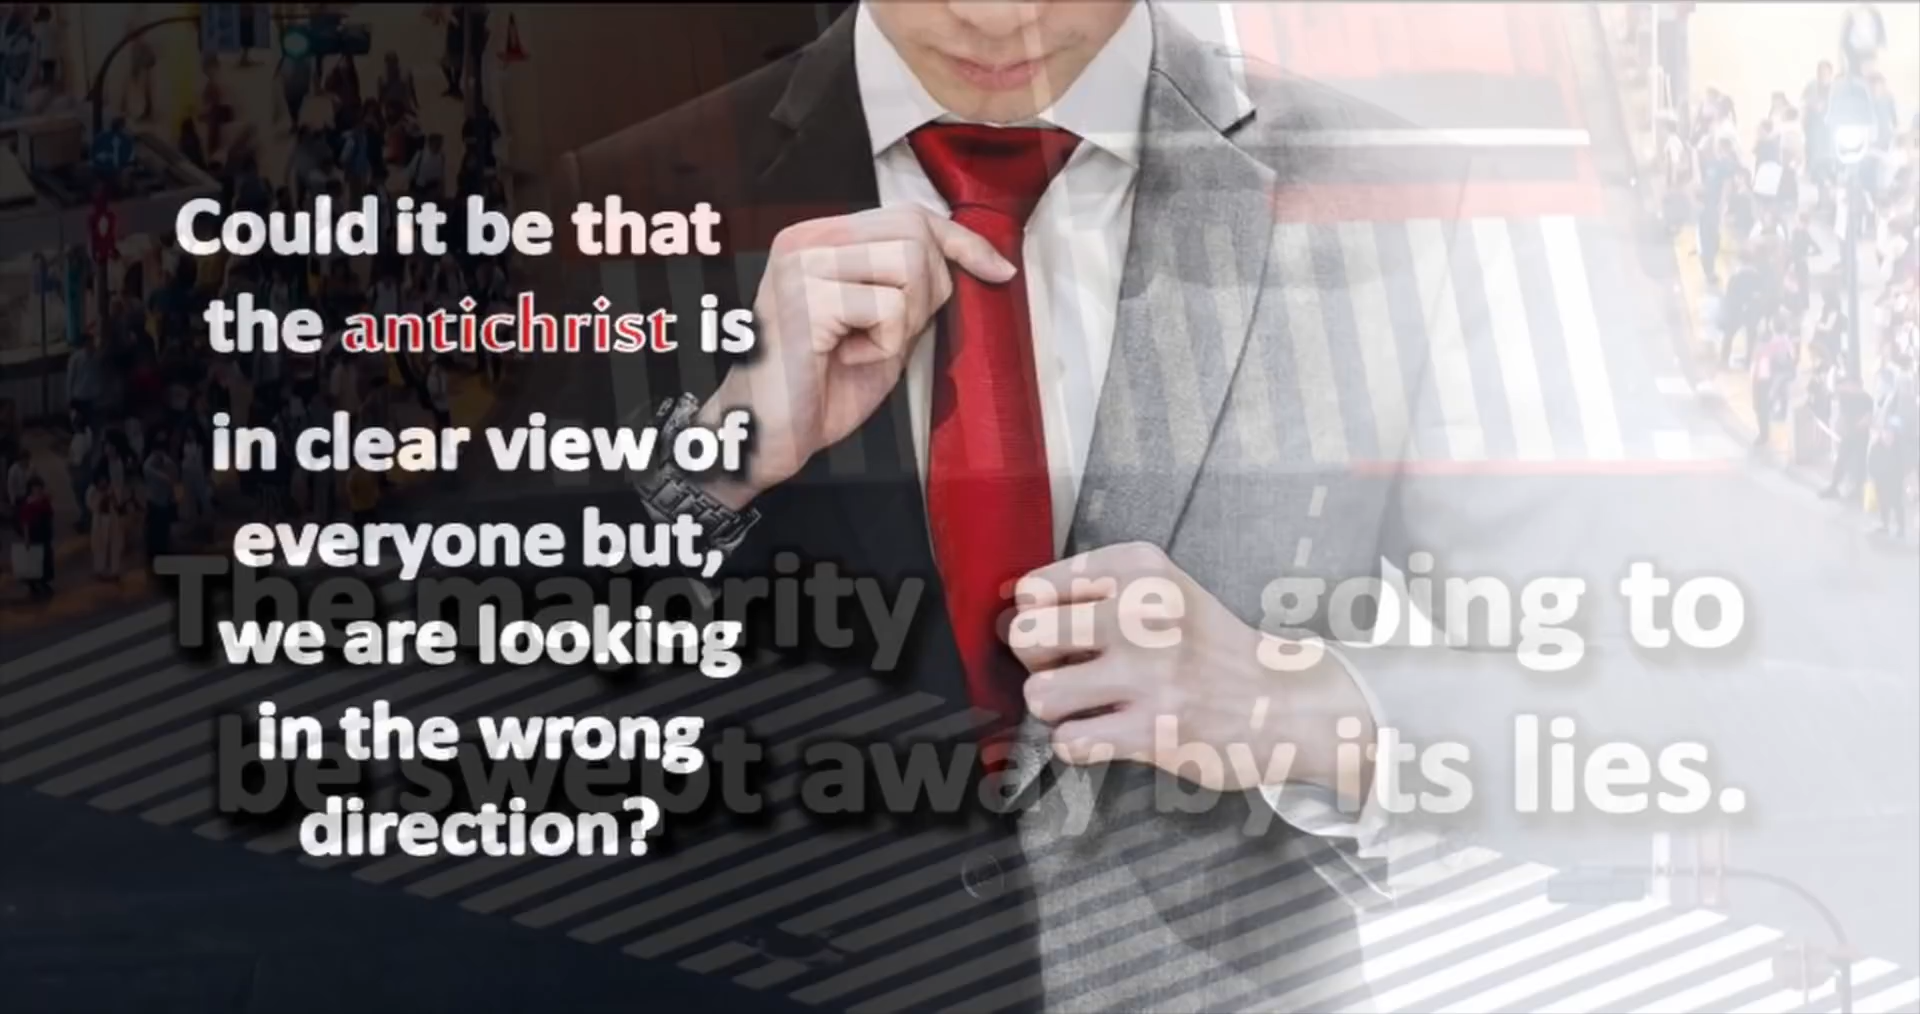 Could it be that
the antichrist is
in clear view of
everyone but,
we are looking
in the wrong
direction?
The majority are going to
be swept away by its lies.